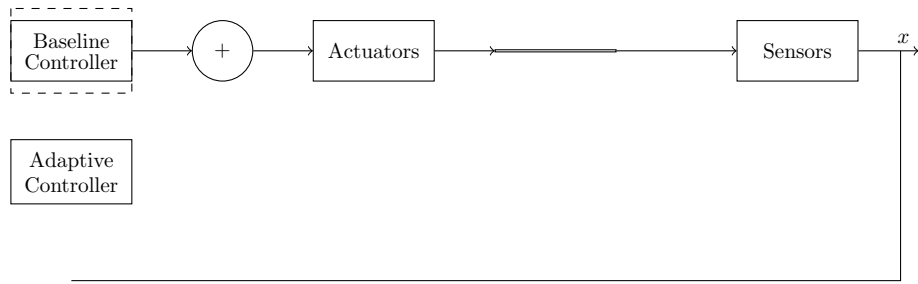 Baseline
Controller
+
Actuators
Sensors
x
Adaptive
Controller